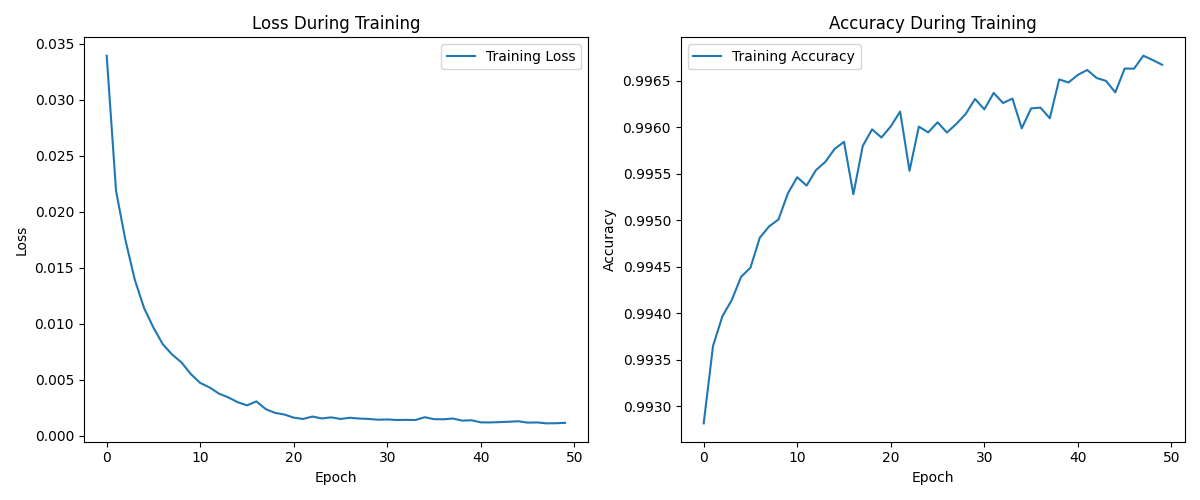 Loss During Training
Training Loss
0.035
0.030
0.025
0.020
0.015
0.010
0.005
0.000
Loss
0 10 20 30 40 50
Epoch
Accuracy During Training
Training Accuracy
0.9965
0.9960
0.9955
0.9950
0.9945
0.9940
0.9935
0.9930
Accuracy
0 10 20 30 40 50
Epoch